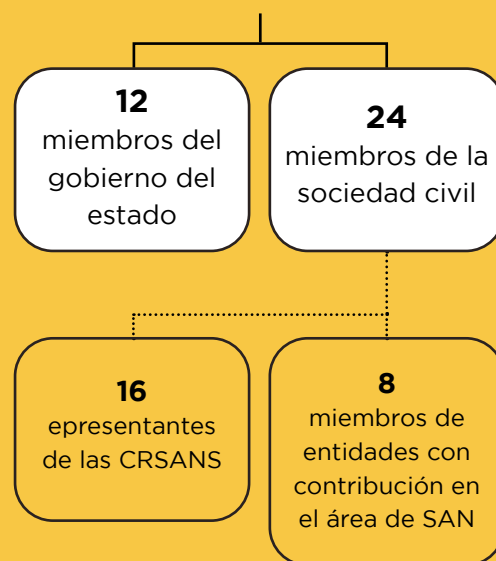 12
miembros del
gobierno del
estado
24
miembros de la
sociedad civil
16
epresentantes
de las CRSANS
8
miembros de
entidades con
contribución en
el área de SAN